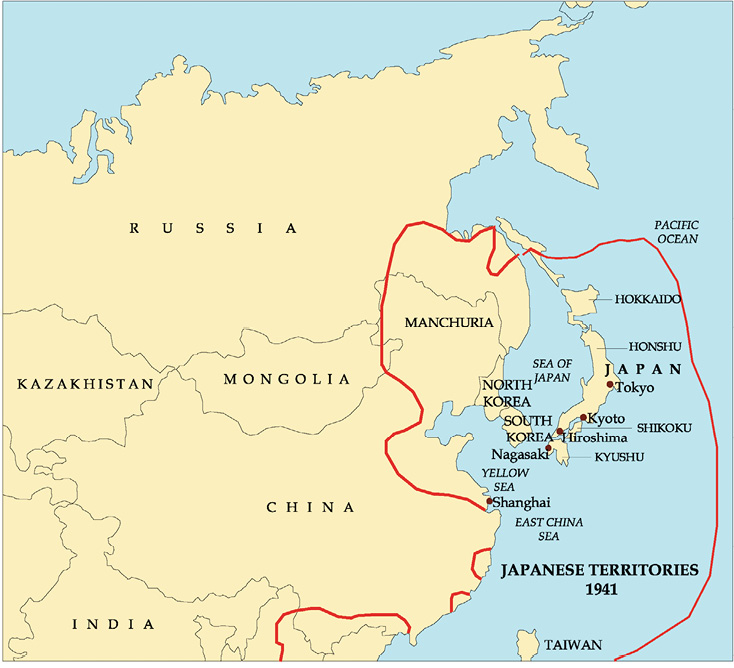 RUSSIA
PACIFIC
OCEAN
HOKKAIDO
MANCHURIA
HONSHU
SEA OF
JAPAN
JAPAN
KAZAKHSTAN
MONGOLIA
NORTH
KOREA
Tokyo
SOUTH
KOREA
Kyoto
SHIKOKU
Hiroshima
Nagasaki
KYUSHU
YELLOW
SEA
CHINA
Shanghai
EAST CHINA
SEA
JAPANESE TERRITORIES
1941
INDIA
TAIWAN